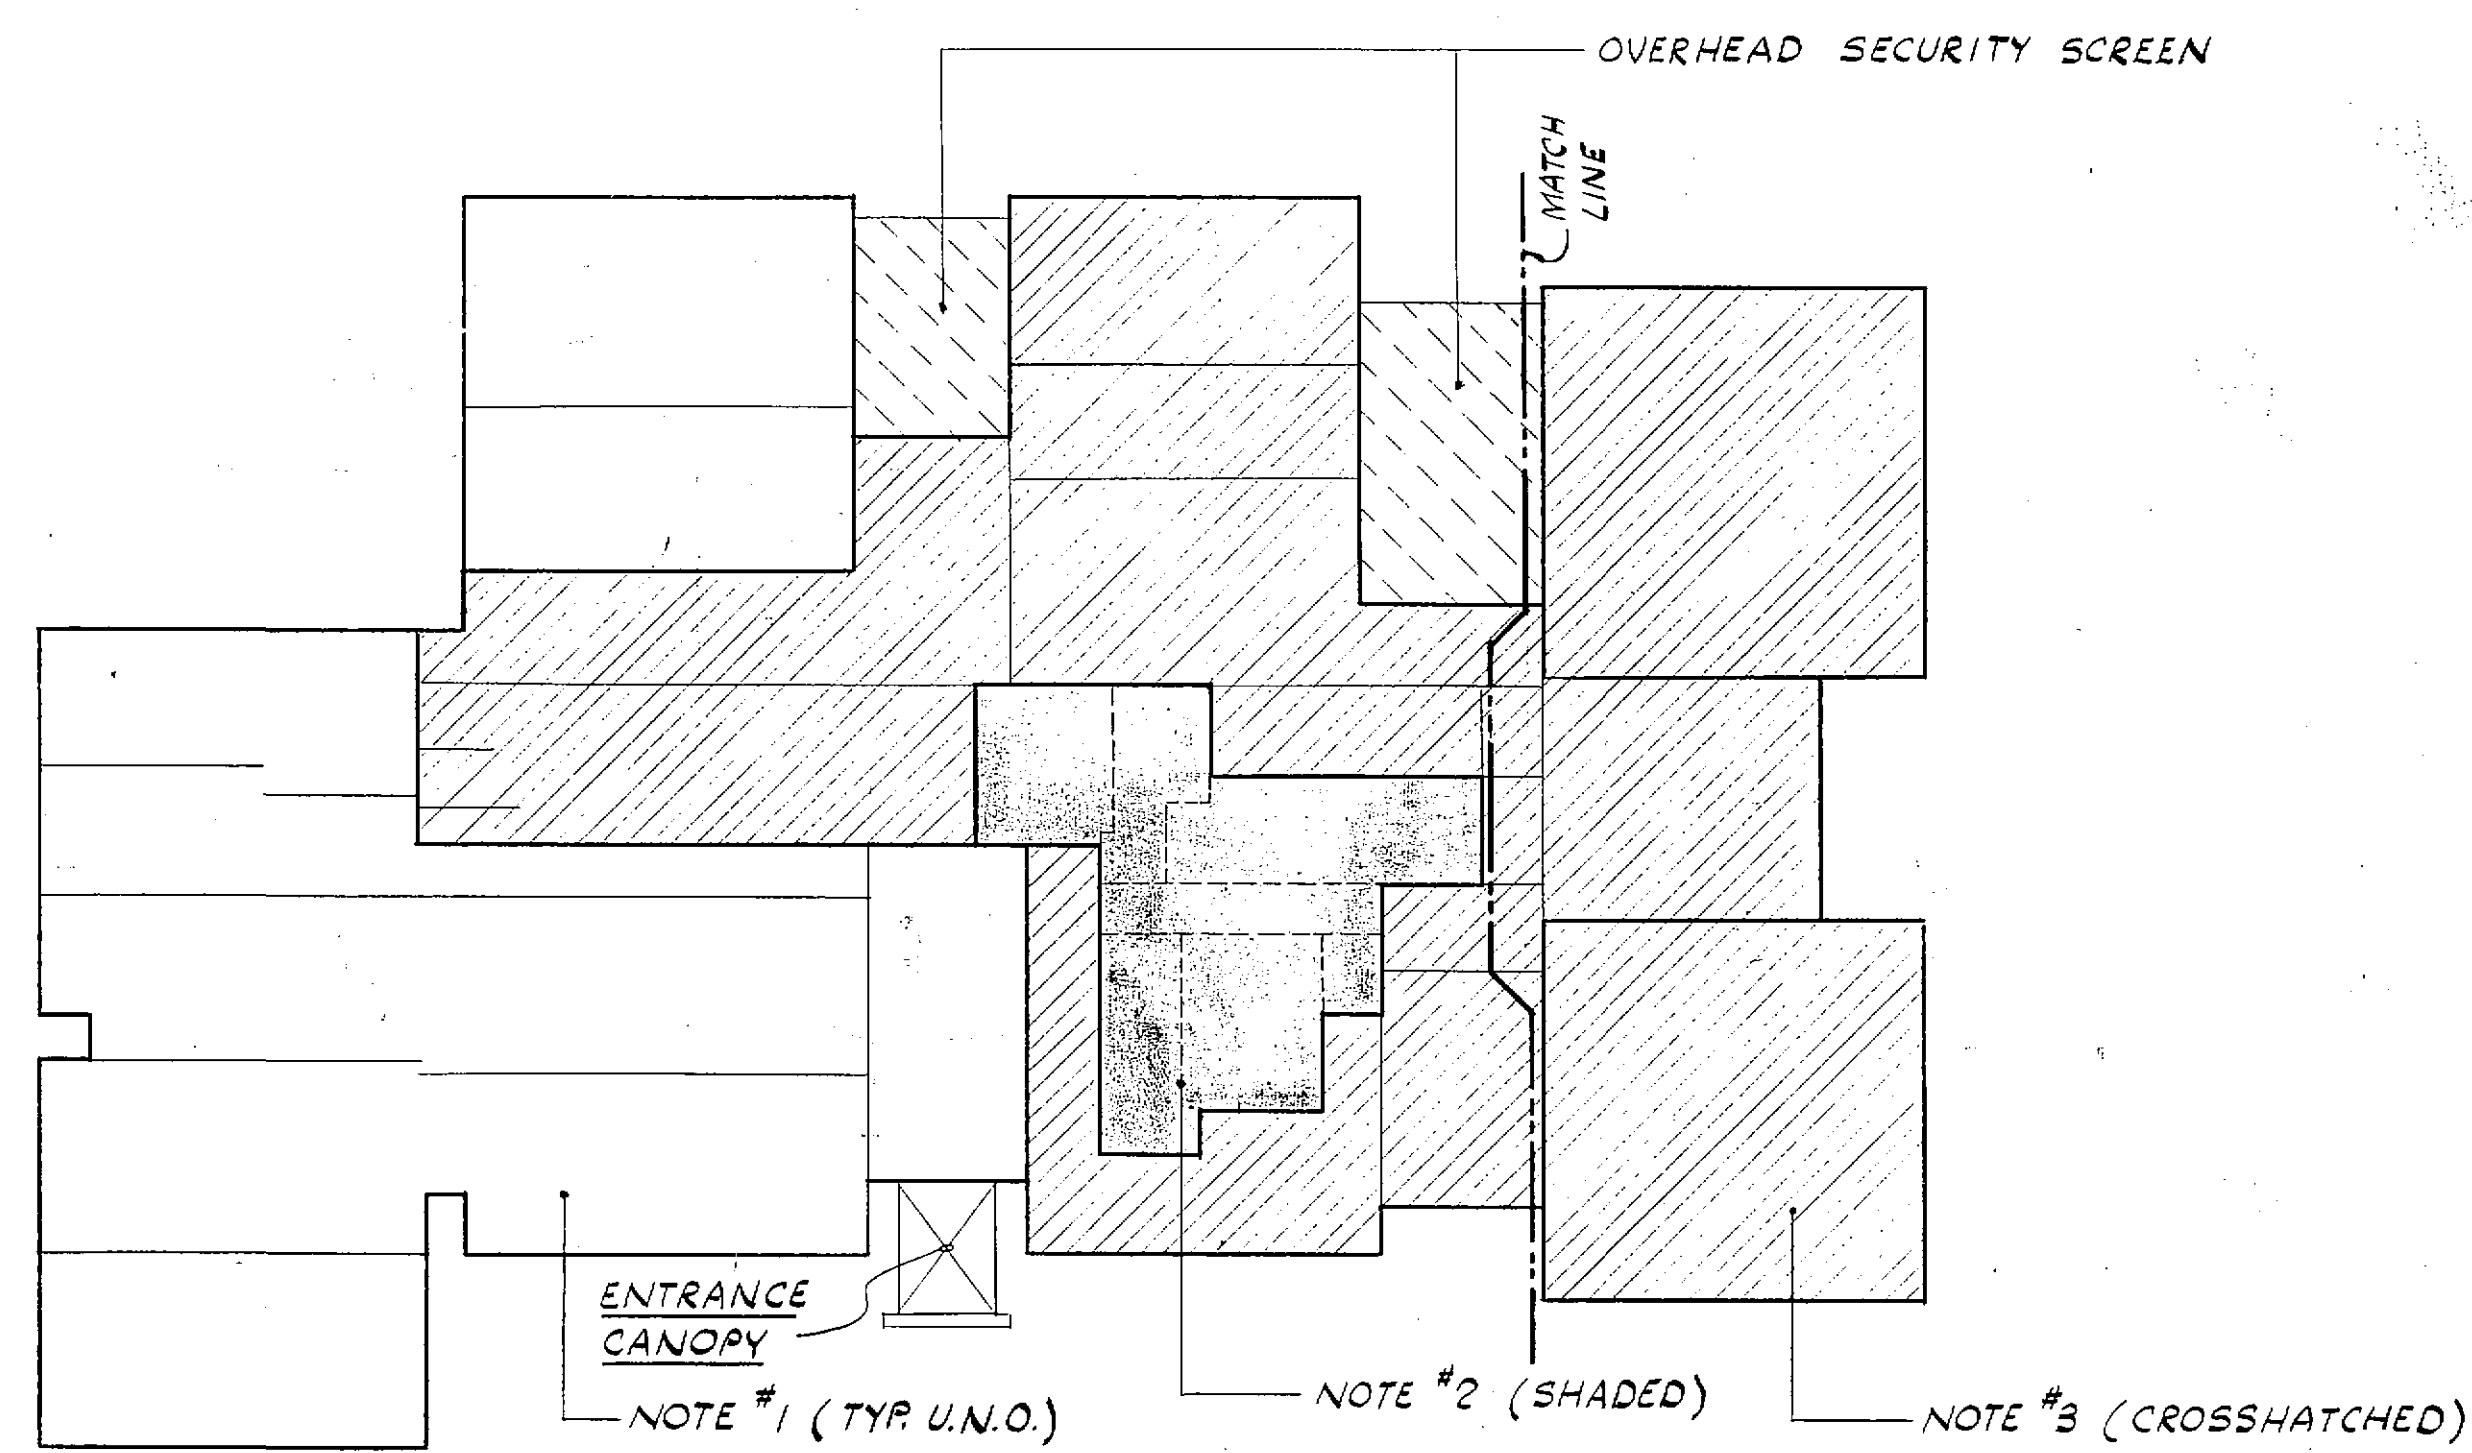 OVERHEAD SECURITY SCREEN
MATCH
LINE
ENTRANCE
CANOPY
NOTE #1 (TYP. U.N.O.)
NOTE #2 (SHADED)
NOTE #3 (CROSSHATCHED)